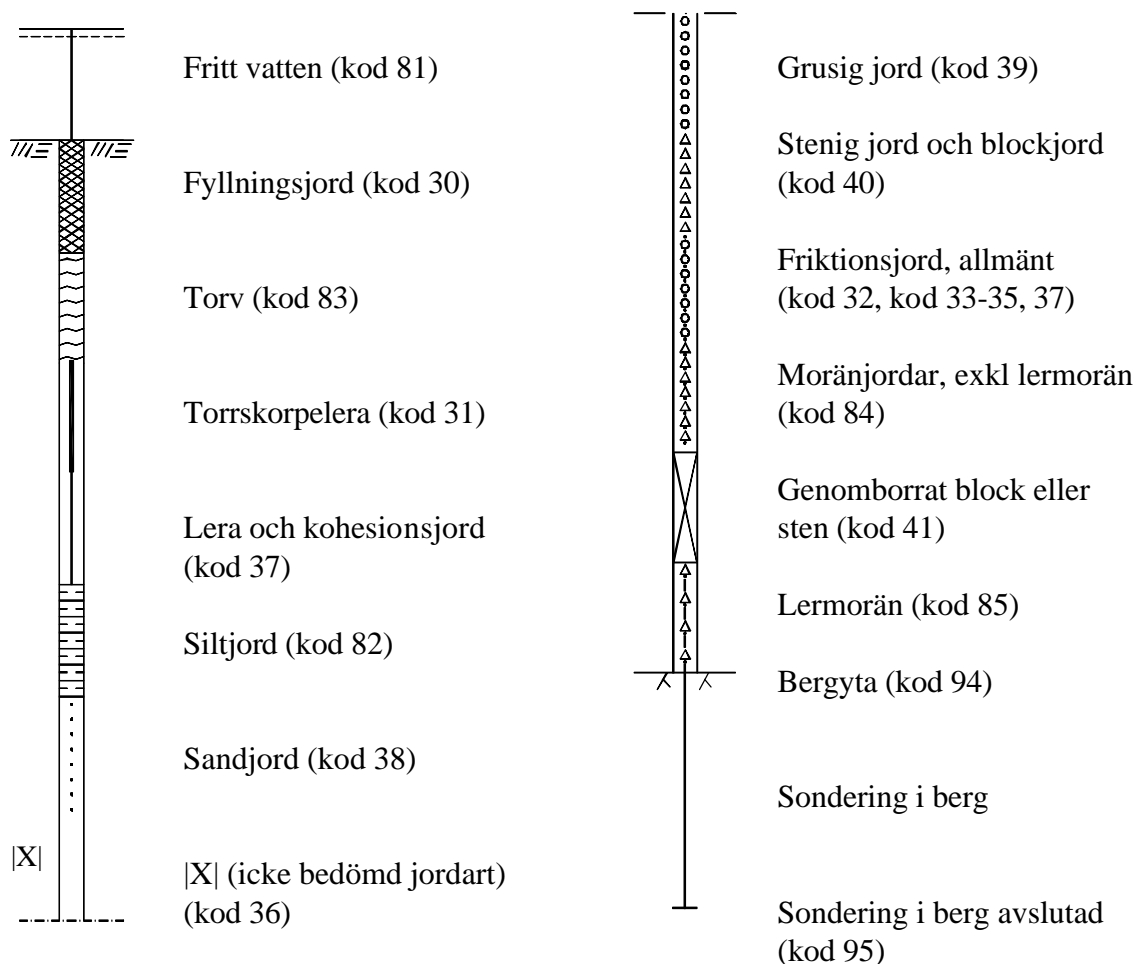 Fritt vatten (kod 81)
Fyllningsjord (kod 30)
Torv (kod 83)
Torrskorpelera (kod 31)
Lera och kohesionsjord
(kod 37)
Siltjord (kod 82)
Sandjord (kod 38)
|X|
|X| (icke bedömd jordart)
(kod 36)
Grusig jord (kod 39)
Stenig jord och blockjord
(kod 40)
Friktionsjord, allmänt
(kod 32, kod 33-35, 37)
Moränjordar, exkl lermorän
(kod 84)
Genomborrat block eller
sten (kod 41)
Lermorän (kod 85)
Bergyta (kod 94)
Sondering i berg
Sondering i berg avslutad
(kod 95)